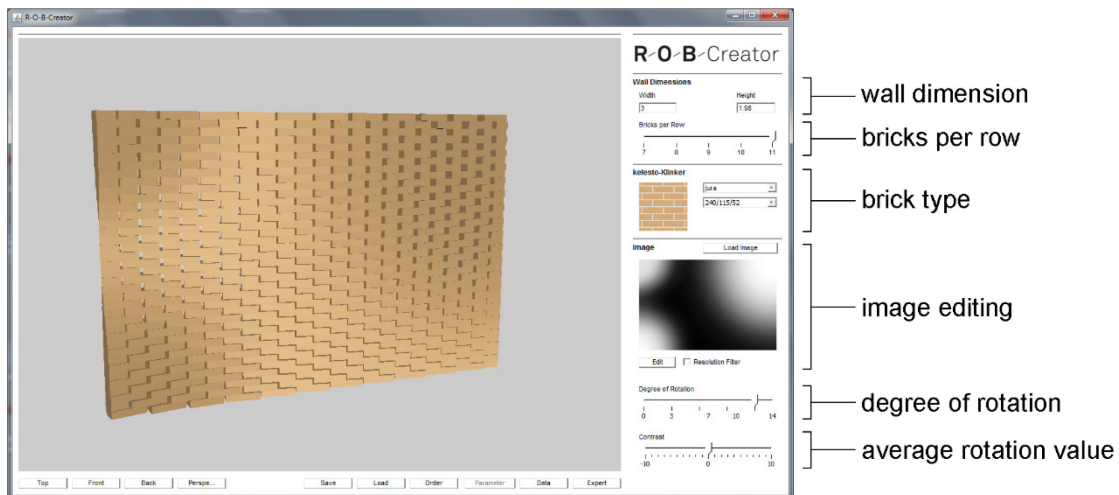 R-O-B-Creator
R-O-B-Creator
Wall Dimensions
Width Height
3 1.98
Bricks per Row
7 8 9 10 11
kelesto-Klinker
jura
240/115/52
Image Load Image
Edit Resolution Filter
Degree of Rotation
0 3 7 10 14
Contrast
-10 0 10
Top Front Back Perspe... Save Load Order Parameter Data Expert
wall dimension
bricks per row
brick type
image editing
degree of rotation
average rotation value